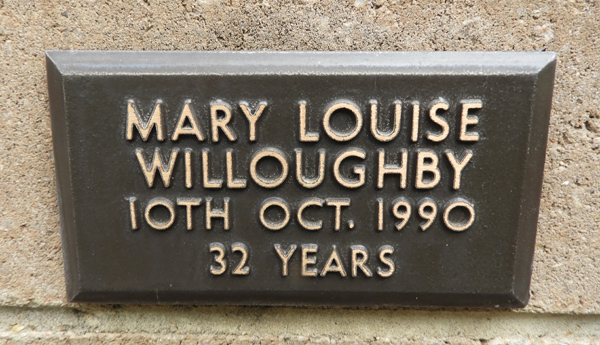 MARY LOUISE
WILLOUGHBY
10TH OCT. 1990
32 YEARS